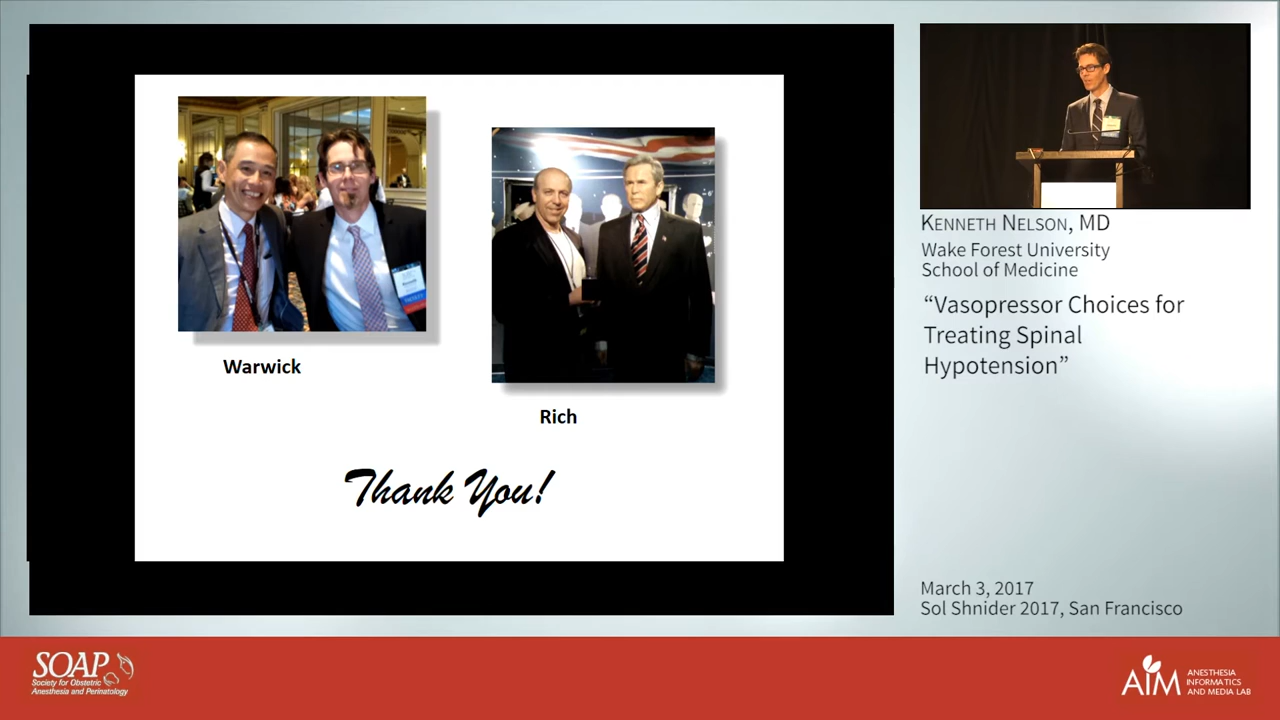 Warwick
Rich
Thank You!
KENNETH NELSON, MD
Wake Forest University
School of Medicine
“Vasopressor Choices for
Treating Spinal
Hypotension”
March 3, 2017
Sol Shnider 2017, San Francisco
SOAP
Society for Obstetric
Anesthesia and Perinatology
AIM
ANESTHESIA
INFORMATICS
AND MEDIA LAB